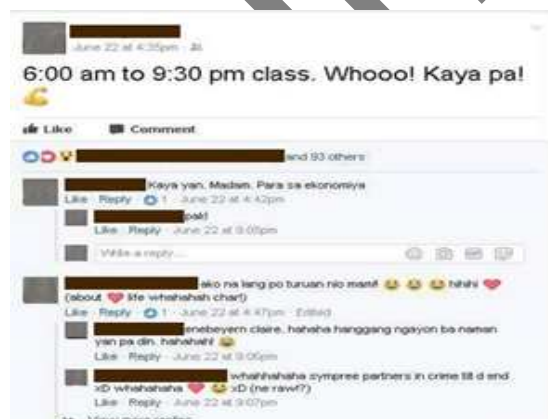 June 22 at 4:35pm
6:00 am to 9:30 pm class. Whooo! Kaya pa!
Like Comment
and 93 others
Kaya yan, Madam. Para sa ekonomiya
Like Reply 1 June 22 at 4:42pm
pak!
Like Reply June 22 at 9:05pm
Write a reply...
ako na lang po turuan nio mam!! 😂 😂 😂 hihihi ❤
(about ❤ life whahahah char!)
Like Reply 1 June 22 at 4:47pm Edited
enebeyern claire, hahaha hanggang ngayon ba naman
yan pa din, hahahah! 😂
Like Reply June 22 at 9:06pm
whahhahaha sympree partners in crime till d end
xD whahahaha ❤ 😂 xD (ne rawf?)
Like Reply June 22 at 9:07pm